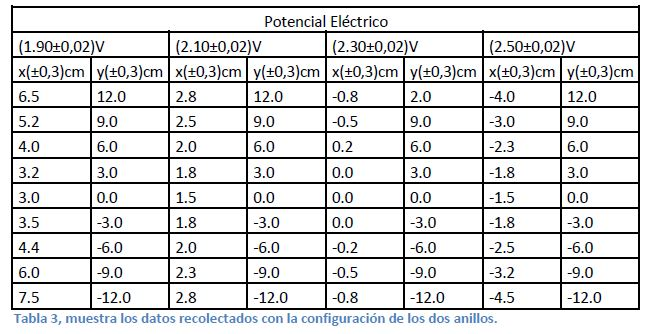 Potencial Eléctrico
(1.90±0,02)V (2.10±0,02)V (2.30±0,02)V (2.50±0,02)V
x(±0,3)cm y(±0,3)cm x(±0,3)cm y(±0,3)cm x(±0,3)cm y(±0,3)cm x(±0,3)cm y(±0,3)cm
6.5 12.0 2.8 12.0 -0.8 2.0 -4.0 12.0
5.2 9.0 2.5 9.0 -0.5 9.0 -3.0 9.0
4.0 6.0 2.0 6.0 0.2 6.0 -2.3 6.0
3.2 3.0 1.8 3.0 0.0 3.0 -1.8 3.0
3.0 0.0 1.5 0.0 0.0 0.0 -1.5 0.0
3.5 -3.0 1.8 -3.0 0.0 -3.0 -1.8 -3.0
4.4 -6.0 2.0 -6.0 -0.2 -6.0 -2.5 -6.0
6.0 -9.0 2.3 -9.0 -0.5 -9.0 -3.2 -9.0
7.5 -12.0 2.8 -12.0 -0.8 -12.0 -4.5 -12.0
Tabla 3, muestra los datos recolectados con la configuración de los dos anillos.